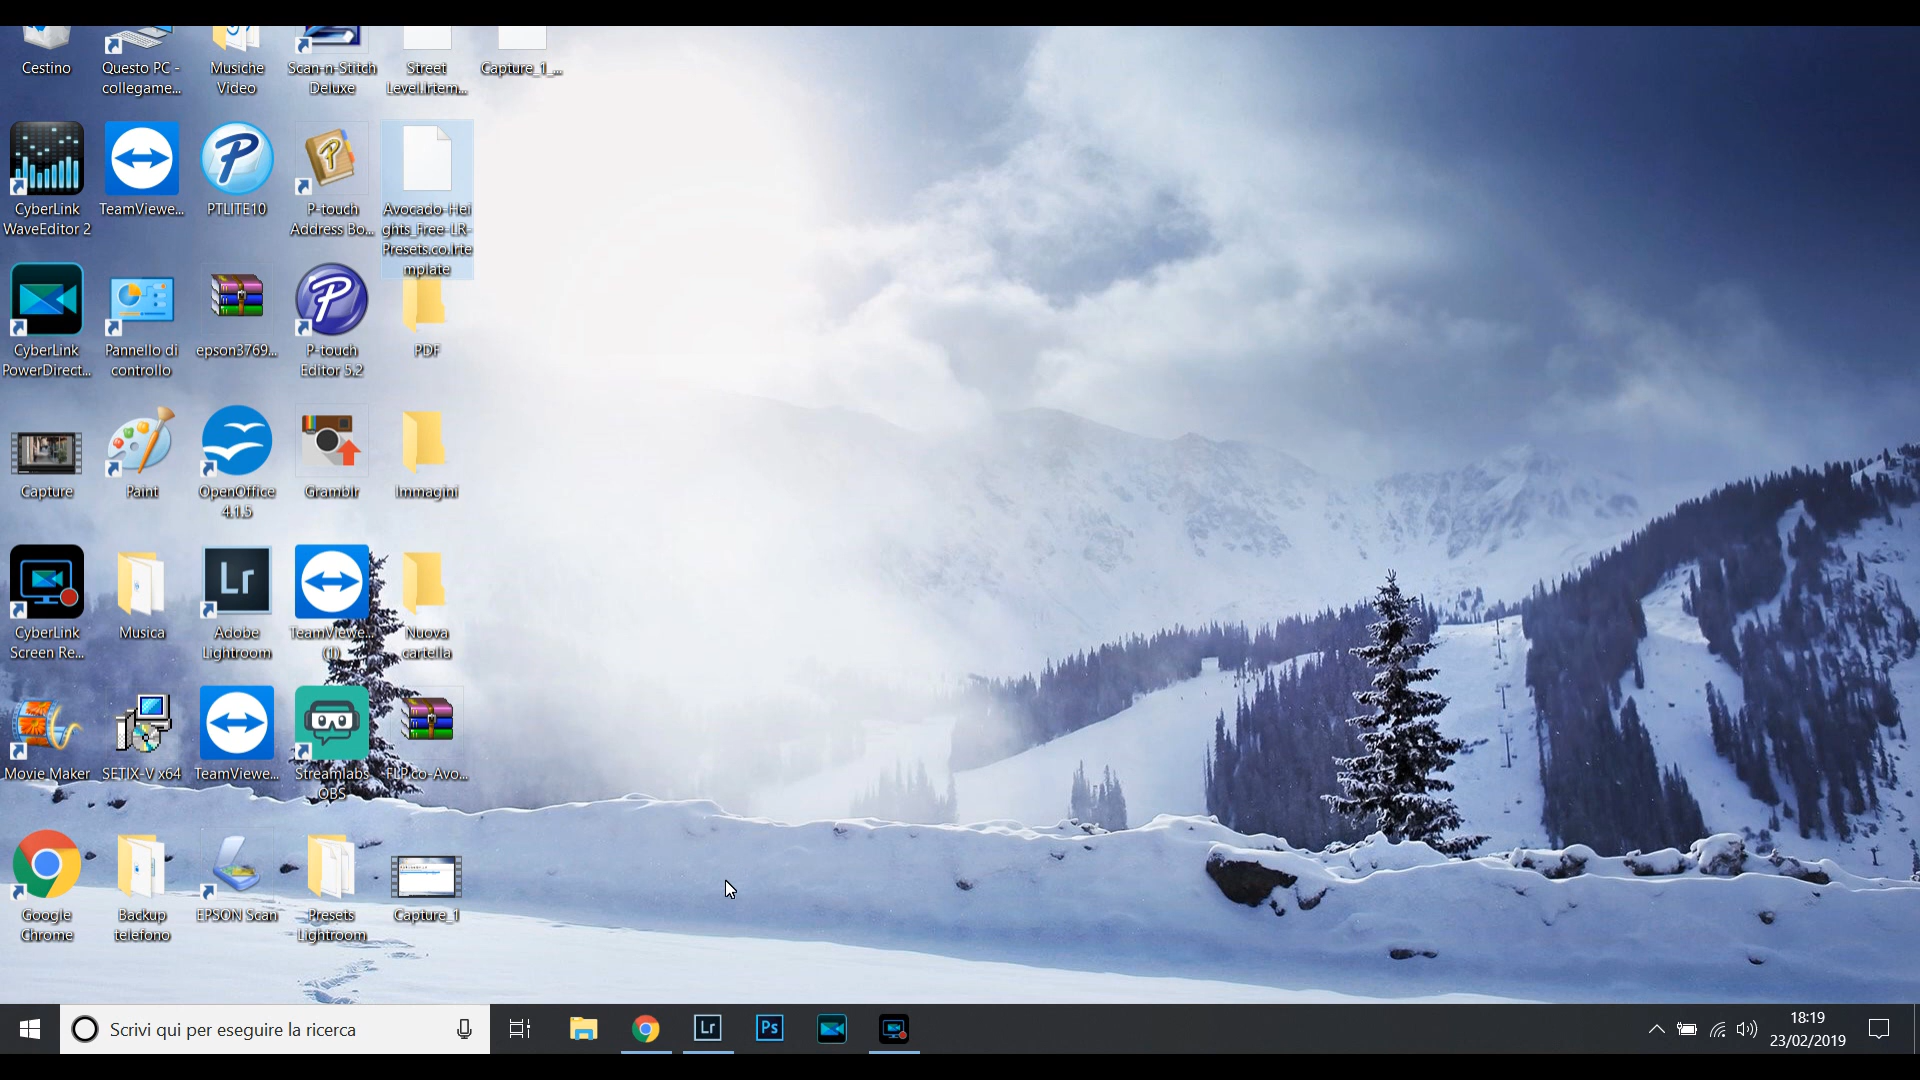 Cestino
Questo PC -
collegame...
Musiche
Video
Scan-n-Stitch
Deluxe
Street
Level.lrtem...
Capture_1_...
CyberLink
WaveEditor 2
TeamViewe...
PTLITE10
P-touch
Address Bo...
Avocado-Hei
ghts_Free-LR-
Presets.co.lrte
mplate
CyberLink
PowerDirect...
Pannello di
controllo
epson3769...
P-touch
Editor 5.2
PDF
Capture
Paint
OpenOffice
4.1.5
Gramblr
Immagini
CyberLink
Screen Re...
Musica
Lr
Adobe
Lightroom
TeamViewe...
(1)
Nuova
cartella
Movie Maker
SETIX-V x64
TeamViewe...
Streamlabs
OBS
FLP.co-Avo...
Google
Chrome
Backup
telefono
EPSON Scan
Presets
Lightroom
Capture_1
Scrivi qui per eseguire la ricerca
Lr
Ps
18:19
23/02/2019